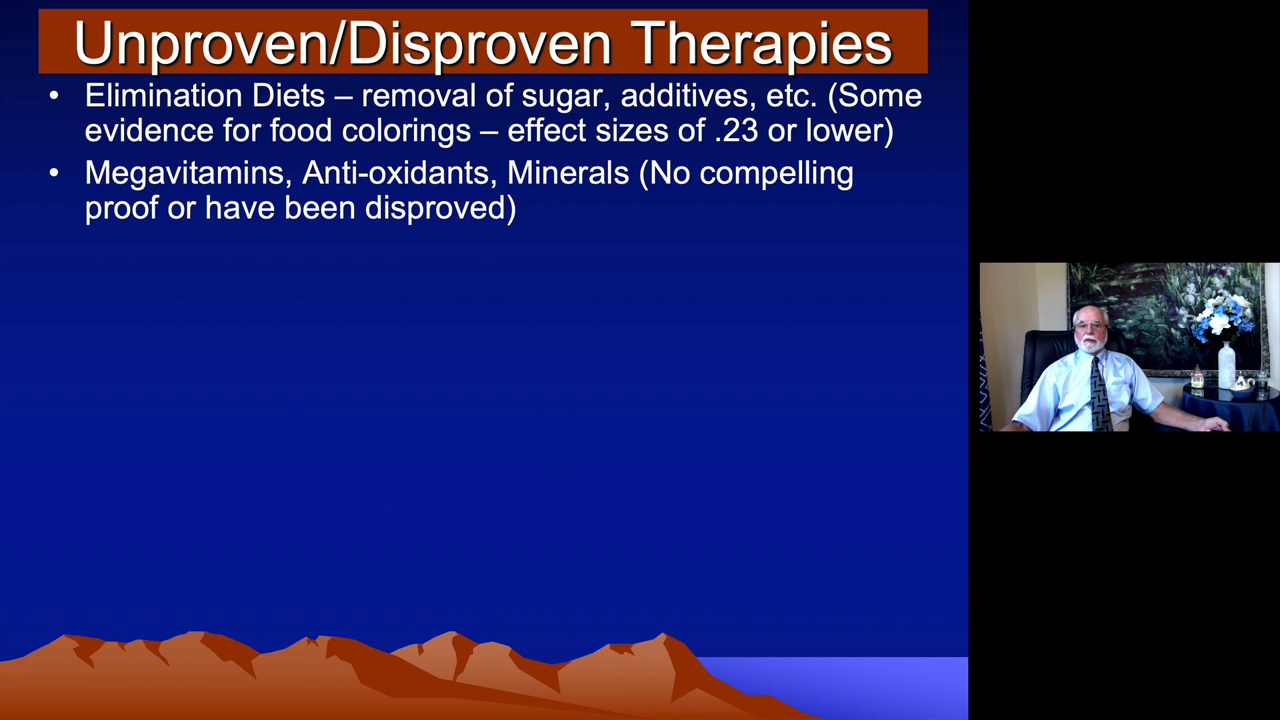 Unproven/Disproven Therapies
• Elimination Diets – removal of sugar, additives, etc. (Some
evidence for food colorings – effect sizes of .23 or lower)
• Megavitamins, Anti-oxidants, Minerals (No compelling
proof or have been disproved)